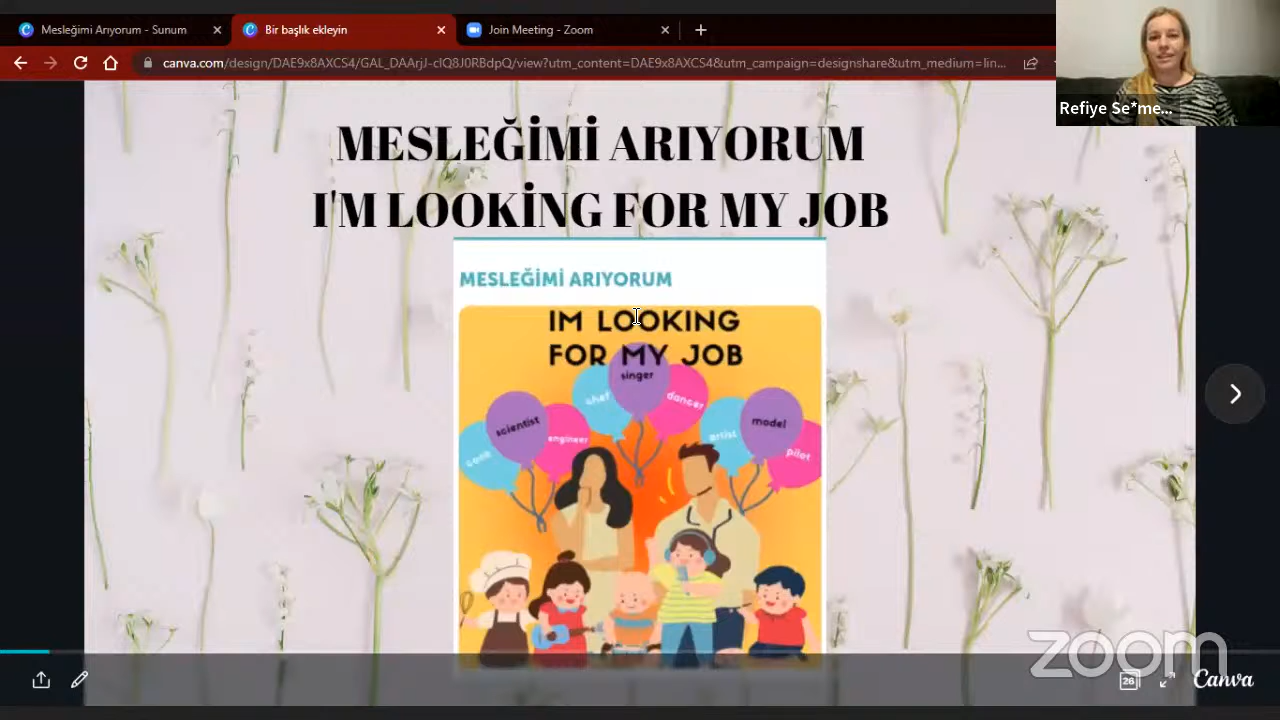 Mesleğimi Arıyorum - Sunum
Bir başlık ekleyin
Join Meeting - Zoom
canva.com/design/DAE9x8AXCS4/GAL_DAArjJ-cIQ8J0RBdpQ/view?utm_content=DAE9x8AXCS4&utm_campaign=designshare&utm_medium=lin...
Refiye Se*me...
MESLEĞİMİ ARIYORUM
I'M LOOKİNG FOR MY JOB
MESLEĞİMİ ARIYORUM
IM LOOKING
FOR MY JOB
singer
chef
dancer
scientist
engineer
cook
artist
model
pilot
zoom
26
Canva